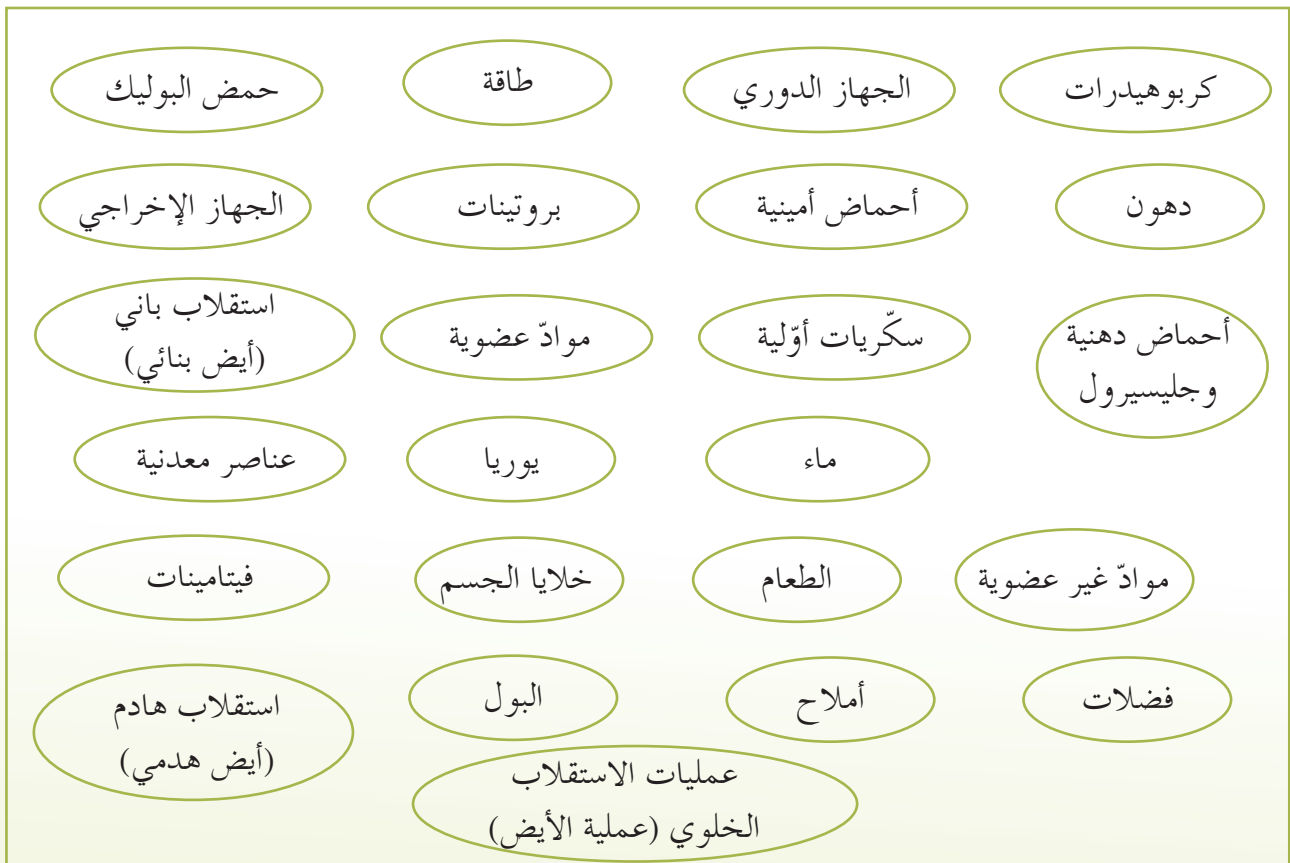 كربوهيدرات
الجهاز الدوري
طاقة
حمض البوليك
دهون
أحماض أمينية
بروتينات
الجهاز الإخراجي
أحماض دهنية
وجليسيرول
سكّريات أوّلية
موادّ عضوية
استقلاب باني
(أيض بنائي)
ماء
يوريا
عناصر معدنية
موادّ غير عضوية
الطعام
خلايا الجسم
فيتامينات
فضلات
أملاح
البول
استقلاب هادم
(أيض هدمي)
عمليات الاستقلاب
الخلوي (عملية الأيض)